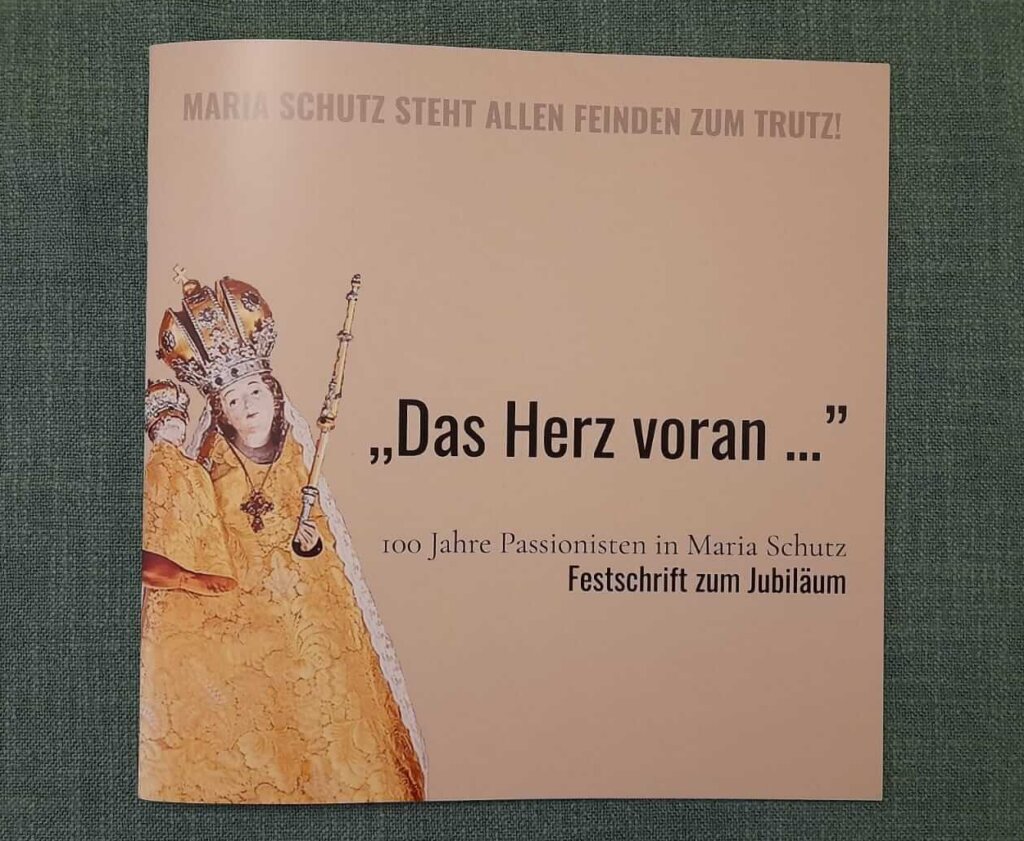 MARIA SCHUTZ STEHT ALLEN FEINDEN ZUM TRUTZ!
„Das Herz voran ...”
100 Jahre Passionisten in Maria Schutz
Festschrift zum Jubiläum